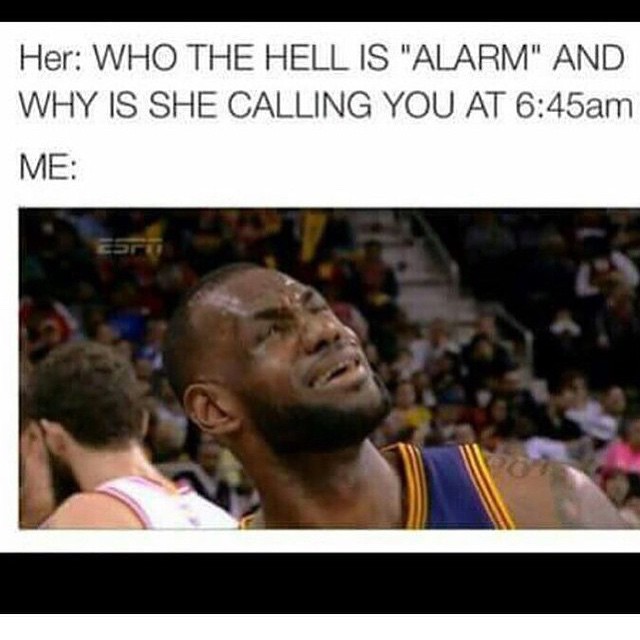 Her: WHO THE HELL IS "ALARM" AND
WHY IS SHE CALLING YOU AT 6:45am
ME:
ESPN